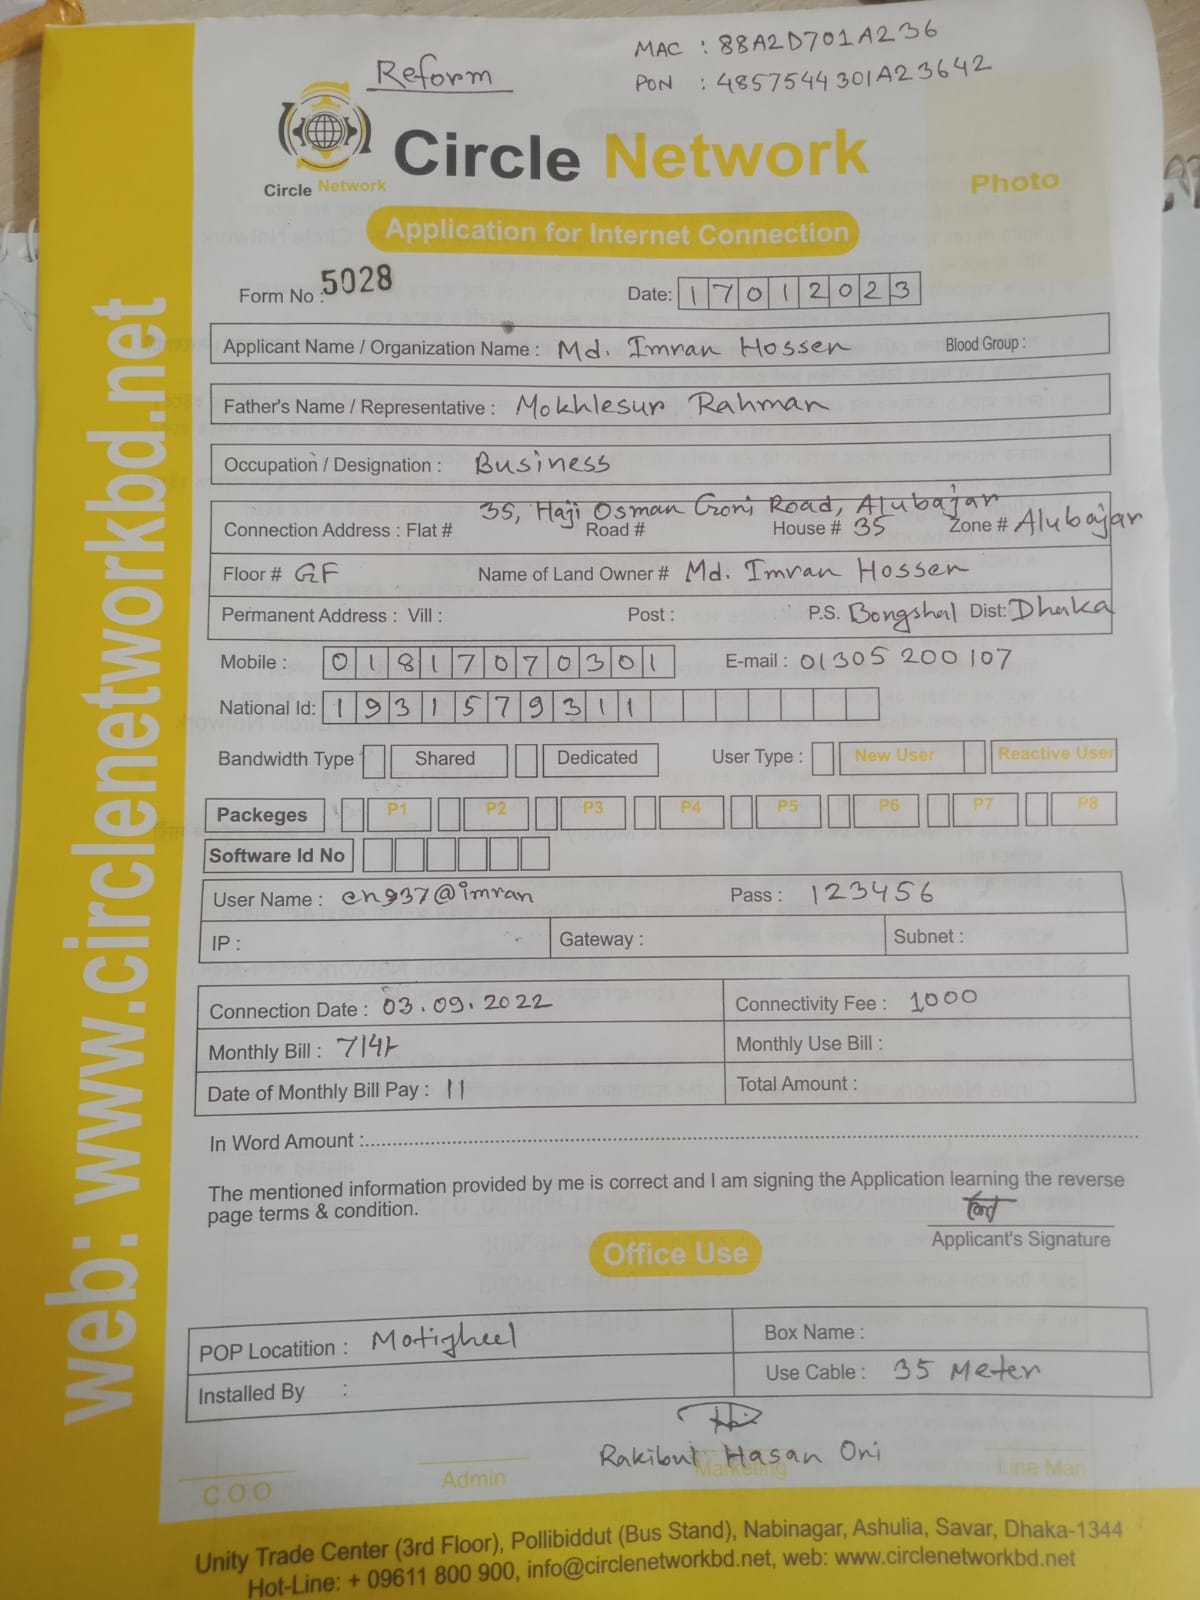 Reform
MAC : 88A2D701A236
PON : 4857544301A23642
Circle Network
Circle Network
Photo
Application for Internet Connection
Form No : 5028 Date: 17012023
Applicant Name / Organization Name : Md. Imran Hossen Blood Group :
Father's Name / Representative : Mokhlesur Rahman
Occupation / Designation : Business
35, Haji Osman Goni Road, Alubajar
Connection Address : Flat # Road # House # 35 Zone # Alubajar
Floor # GF Name of Land Owner # Md. Imran Hossen
Permanent Address : Vill : Post : P.S. Bongshal Dist: Dhaka
Mobile : 01817070301 E-mail : 01305 200 107
National Id: 1931579311
Bandwidth Type Shared Dedicated User Type : New User Reactive User
Packeges P1 P2 P3 P4 P5 P6 P7 P8
Software Id No
User Name : cn937@imran Pass : 123456
IP : Gateway : Subnet :
Connection Date : 03.09.2022 Connectivity Fee : 1000
Monthly Bill : 714/- Monthly Use Bill :
Date of Monthly Bill Pay : 11 Total Amount :
In Word Amount :
The mentioned information provided by me is correct and I am signing the Application learning the reverse
page terms & condition.
Applicant's Signature
Office Use
POP Locatition : Motigheel Box Name :
Installed By : Use Cable : 35 Meter
Rakibul Hasan Oni
C.O.O Admin Marketing Line Man
Unity Trade Center (3rd Floor), Pollibiddut (Bus Stand), Nabinagar, Ashulia, Savar, Dhaka-1344
Hot-Line: + 09611 800 900, info@circlenetworkbd.net, web: www.circlenetworkbd.net
web: www.circlenetworkbd.net